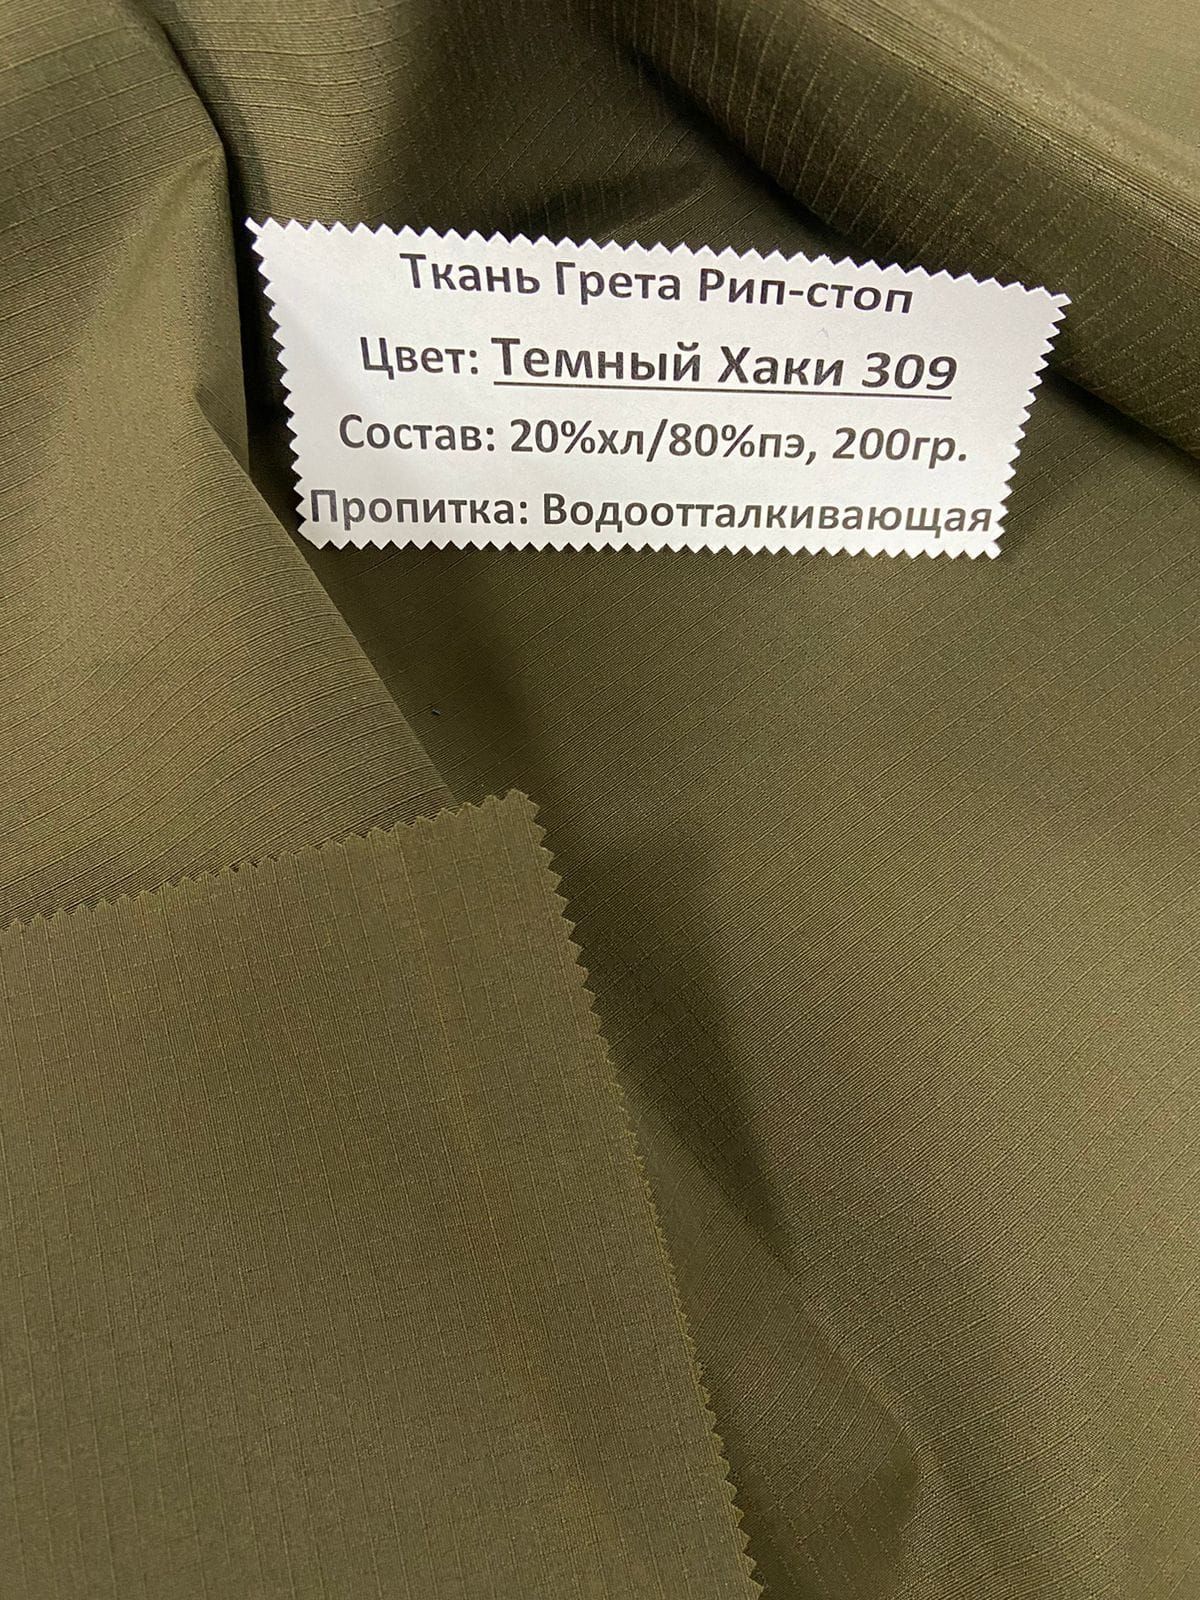 Ткань Грета Рип-стоп
Цвет: Темный Хаки 309
Состав: 20%хл/80%пэ, 200гр.
Пропитка: Водоотталкивающая